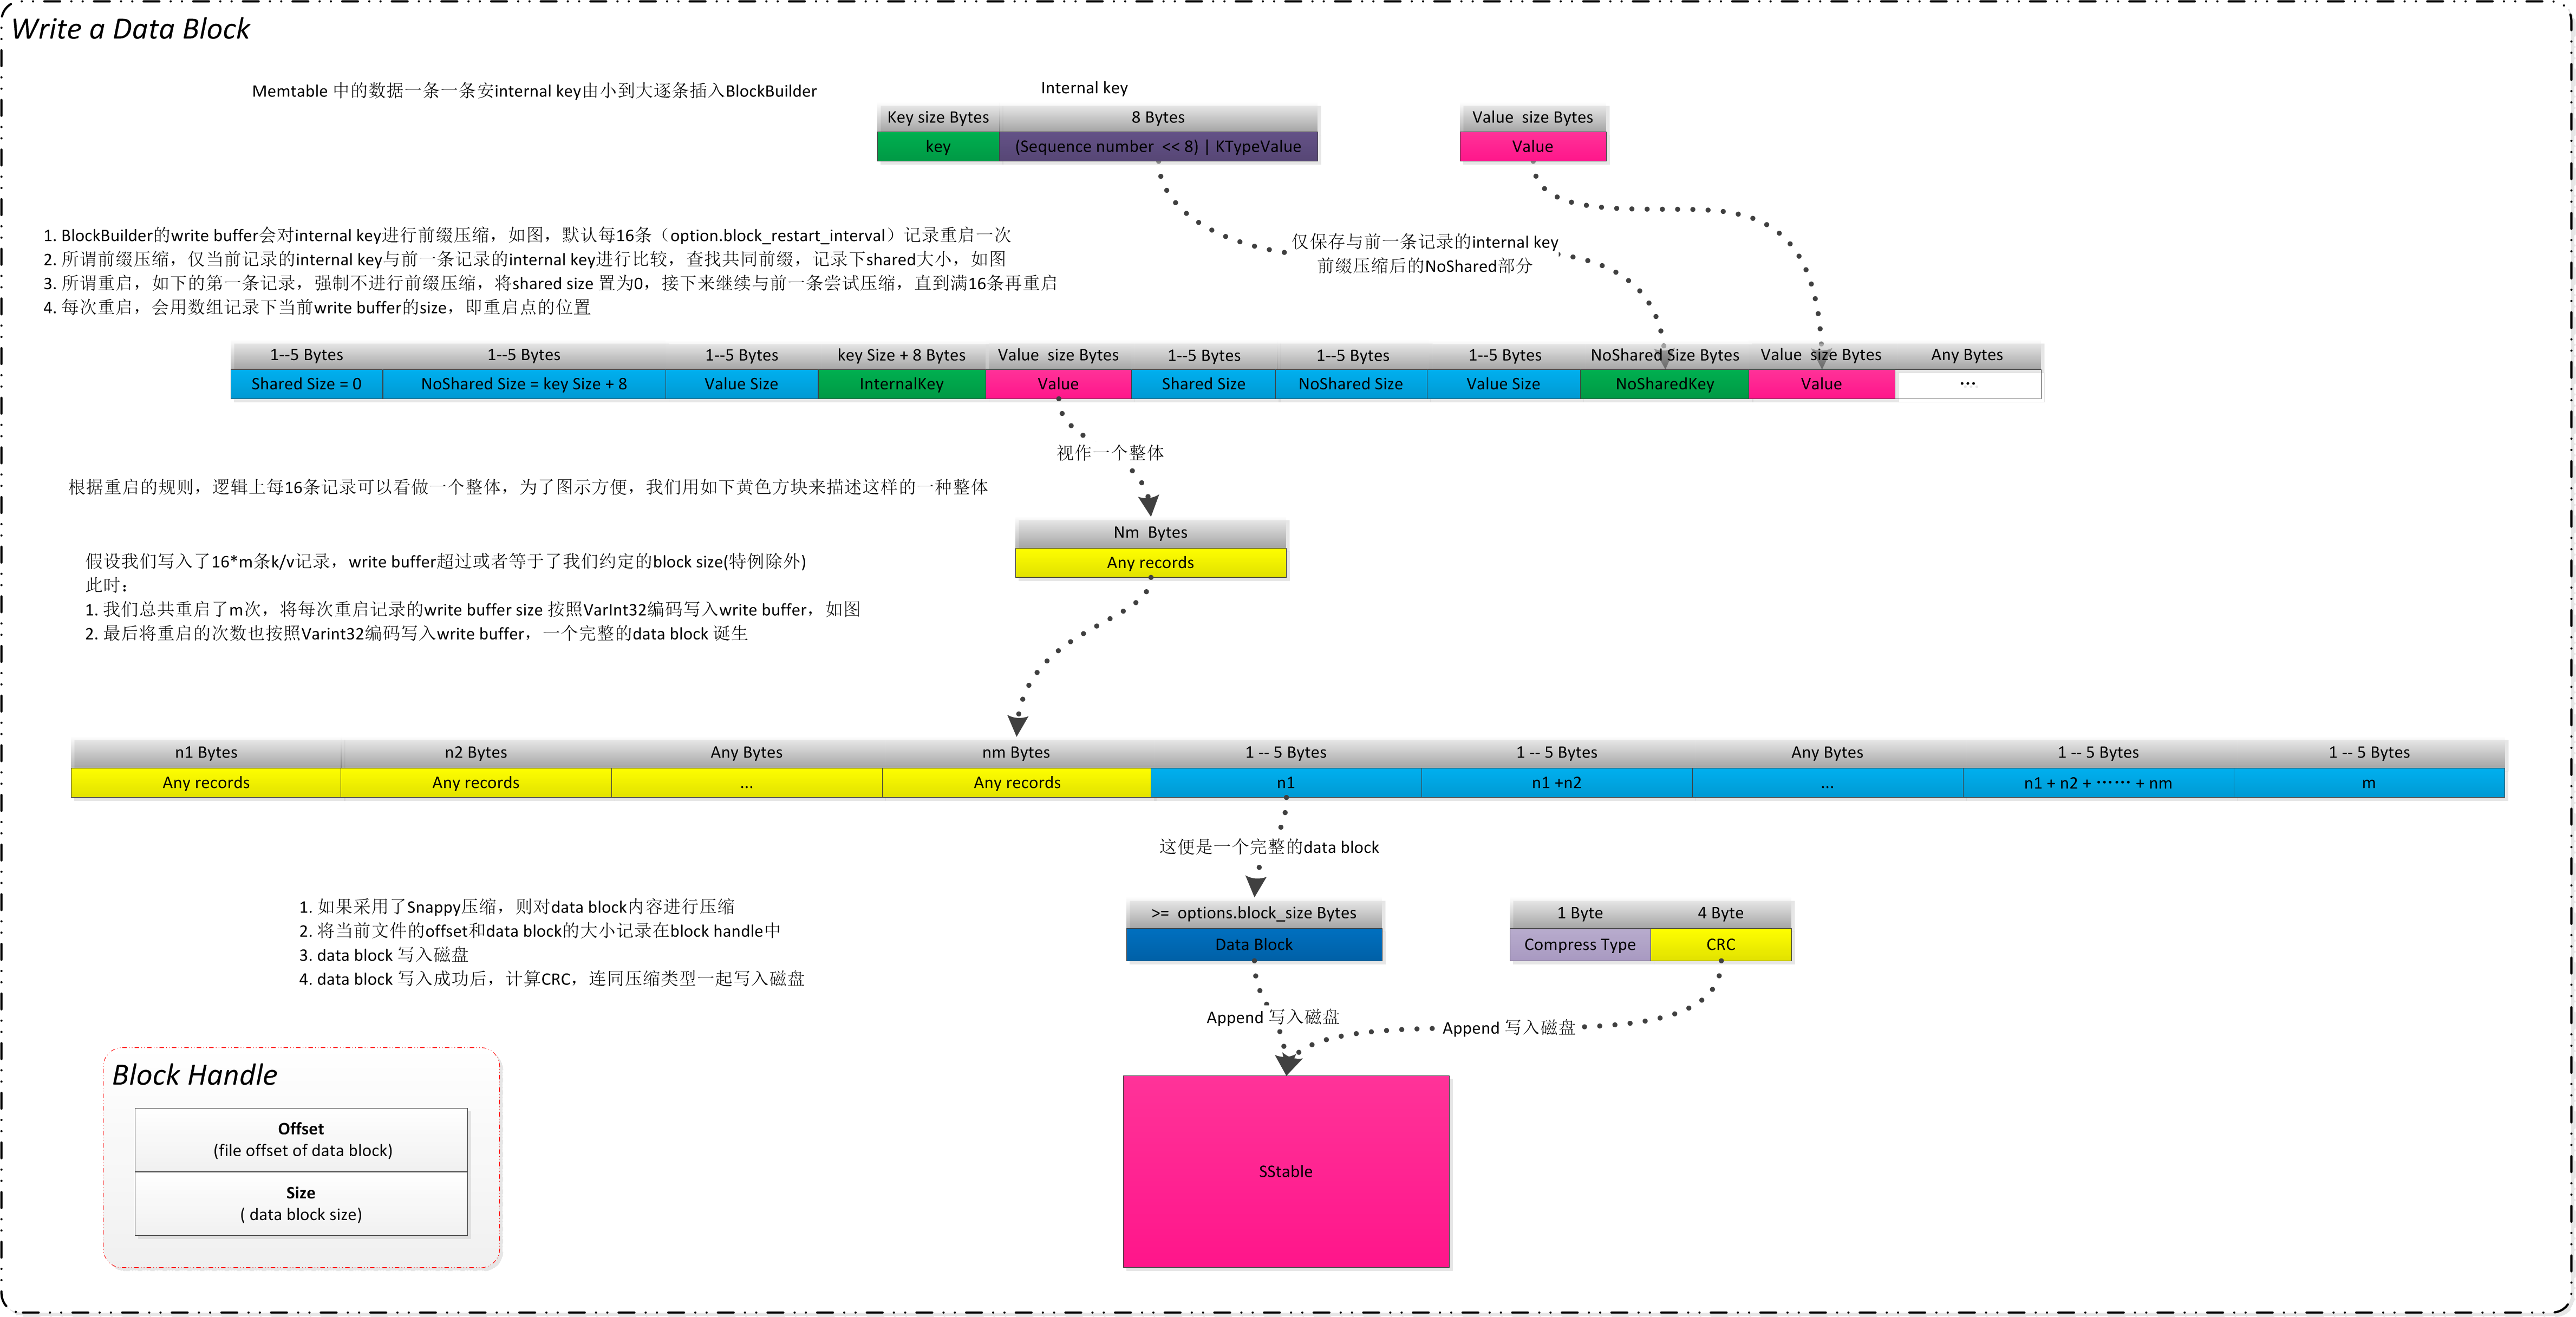 Write a Data Block
Memtable 中的数据一条一条安internal key由小到大逐条插入BlockBuilder
Internal key
Key size Bytes 8 Bytes
key (Sequence number << 8) | KTypeValue
Value size Bytes
Value
1. BlockBuilder的write buffer会对internal key进行前缀压缩，如图，默认每16条（option.block_restart_interval）记录重启一次
2. 所谓前缀压缩，仅当前记录的internal key与前一条记录的internal key进行比较，查找共同前缀，记录下shared大小，如图
3. 所谓重启，如下的第一条记录，强制不进行前缀压缩，将shared size 置为0，接下来继续与前一条尝试压缩，直到满16条再重启
4. 每次重启，会用数组记录下当前write buffer的size，即重启点的位置
仅保存与前一条记录的internal key
前缀压缩后的NoShared部分
1--5 Bytes 1--5 Bytes 1--5 Bytes key Size + 8 Bytes Value size Bytes 1--5 Bytes 1--5 Bytes 1--5 Bytes NoShared Size Bytes Value size Bytes Any Bytes
Shared Size = 0 NoShared Size = key Size + 8 Value Size InternalKey Value Shared Size NoShared Size Value Size NoSharedKey Value ...
视作一个整体
根据重启的规则，逻辑上每16条记录可以看做一个整体，为了图示方便，我们用如下黄色方块来描述这样的一种整体
Nm Bytes
Any records
假设我们写入了16*m条k/v记录，write buffer超过或者等于了我们约定的block size(特例除外)
此时：
1. 我们总共重启了m次，将每次重启记录的write buffer size 按照VarInt32编码写入write buffer，如图
2. 最后将重启的次数也按照Varint32编码写入write buffer，一个完整的data block 诞生
n1 Bytes n2 Bytes Any Bytes nm Bytes 1 -- 5 Bytes 1 -- 5 Bytes Any Bytes 1 -- 5 Bytes 1 -- 5 Bytes
Any records Any records ... Any records n1 n1 +n2 ... n1 + n2 + …… + nm m
这便是一个完整的data block
1. 如果采用了Snappy压缩，则对data block内容进行压缩
2. 将当前文件的offset和data block的大小记录在block handle中
3. data block 写入磁盘
4. data block 写入成功后，计算CRC，连同压缩类型一起写入磁盘
>= options.block_size Bytes
Data Block
1 Byte 4 Byte
Compress Type CRC
Append 写入磁盘
Append 写入磁盘
Block Handle
Offset
(file offset of data block)
Size
( data block size)
SStable